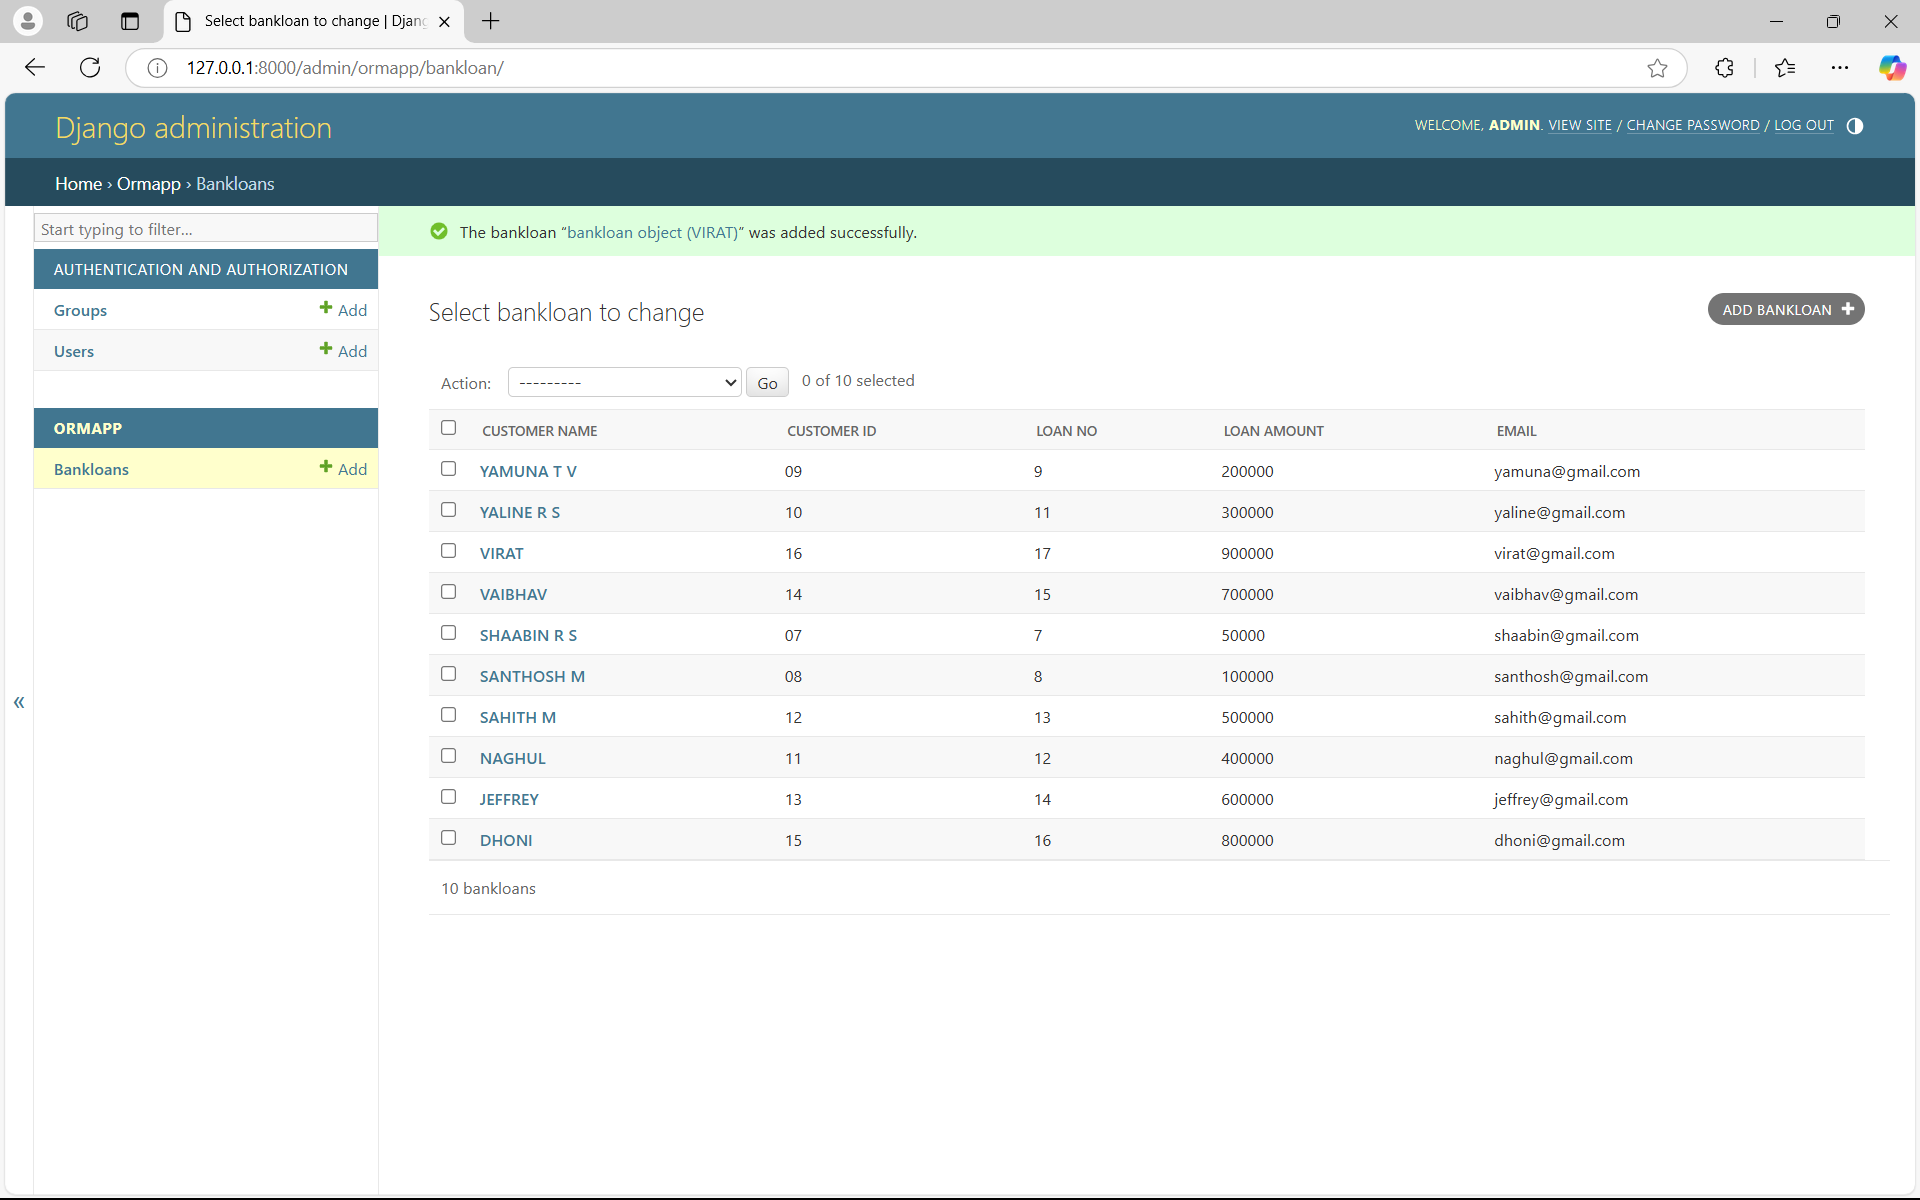 Select bankloan to change | Djang
127.0.0.1:8000/admin/ormapp/bankloan/
Django administration
WELCOME, ADMIN. VIEW SITE / CHANGE PASSWORD / LOG OUT
Home › Ormapp › Bankloans
Start typing to filter...
AUTHENTICATION AND AUTHORIZATION
Groups Add
Users Add
ORMAPP
Bankloans Add
«
The bankloan “bankloan object (VIRAT)” was added successfully.
Select bankloan to change
ADD BANKLOAN
Action: --------- Go 0 of 10 selected
CUSTOMER NAME CUSTOMER ID LOAN NO LOAN AMOUNT EMAIL
YAMUNA T V 09 9 200000 yamuna@gmail.com
YALINE R S 10 11 300000 yaline@gmail.com
VIRAT 16 17 900000 virat@gmail.com
VAIBHAV 14 15 700000 vaibhav@gmail.com
SHAABIN R S 07 7 50000 shaabin@gmail.com
SANTHOSH M 08 8 100000 santhosh@gmail.com
SAHITH M 12 13 500000 sahith@gmail.com
NAGHUL 11 12 400000 naghul@gmail.com
JEFFREY 13 14 600000 jeffrey@gmail.com
DHONI 15 16 800000 dhoni@gmail.com
10 bankloans